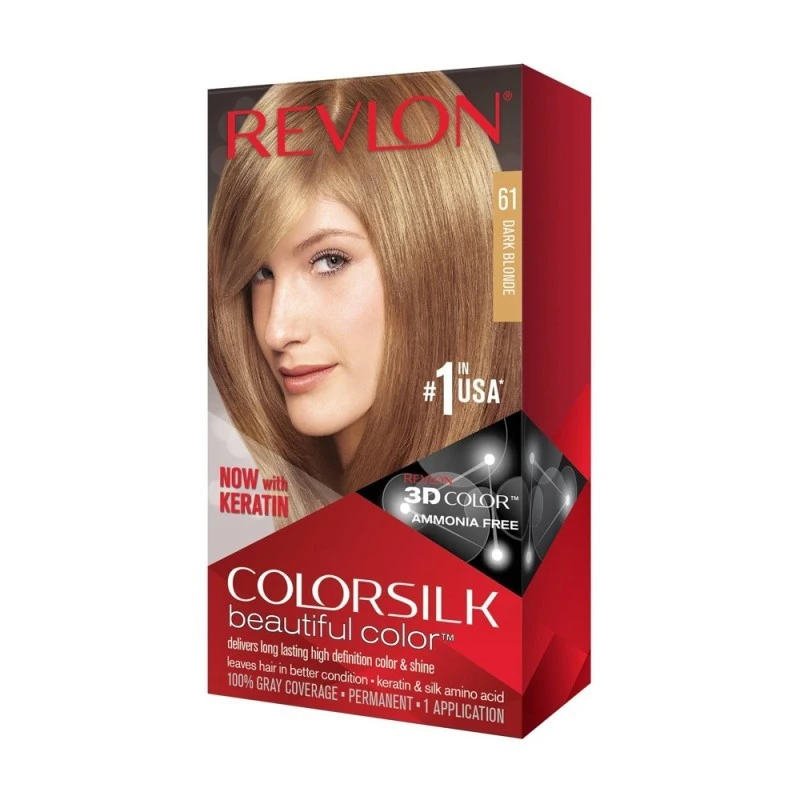 REVLON®
61
DARK BLONDE
#1 IN USA*
NOW with
KERATIN
REVLON
3D COLOR™
AMMONIA FREE
COLORSILK
beautiful color™
delivers long lasting high definition color & shine
leaves hair in better condition • keratin & silk amino acid
100% GRAY COVERAGE • PERMANENT • 1 APPLICATION